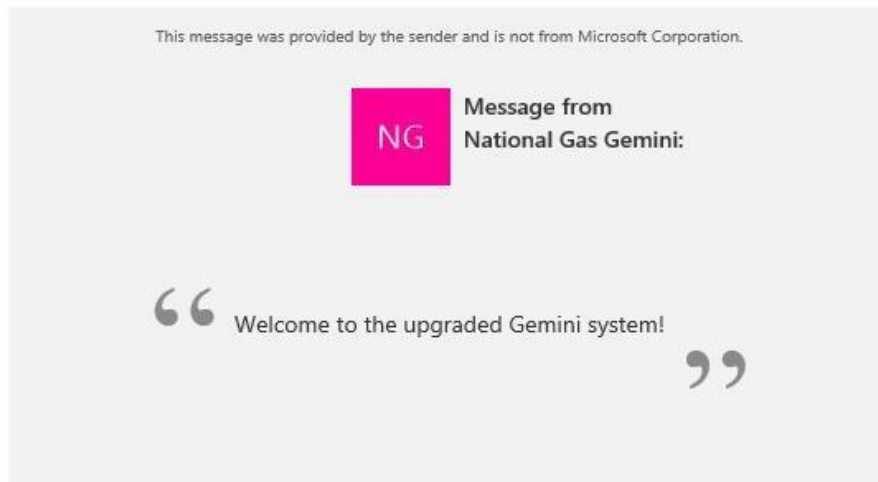 This message was provided by the sender and is not from Microsoft Corporation.
NG
Message from
National Gas Gemini:
“ Welcome to the upgraded Gemini system! ”